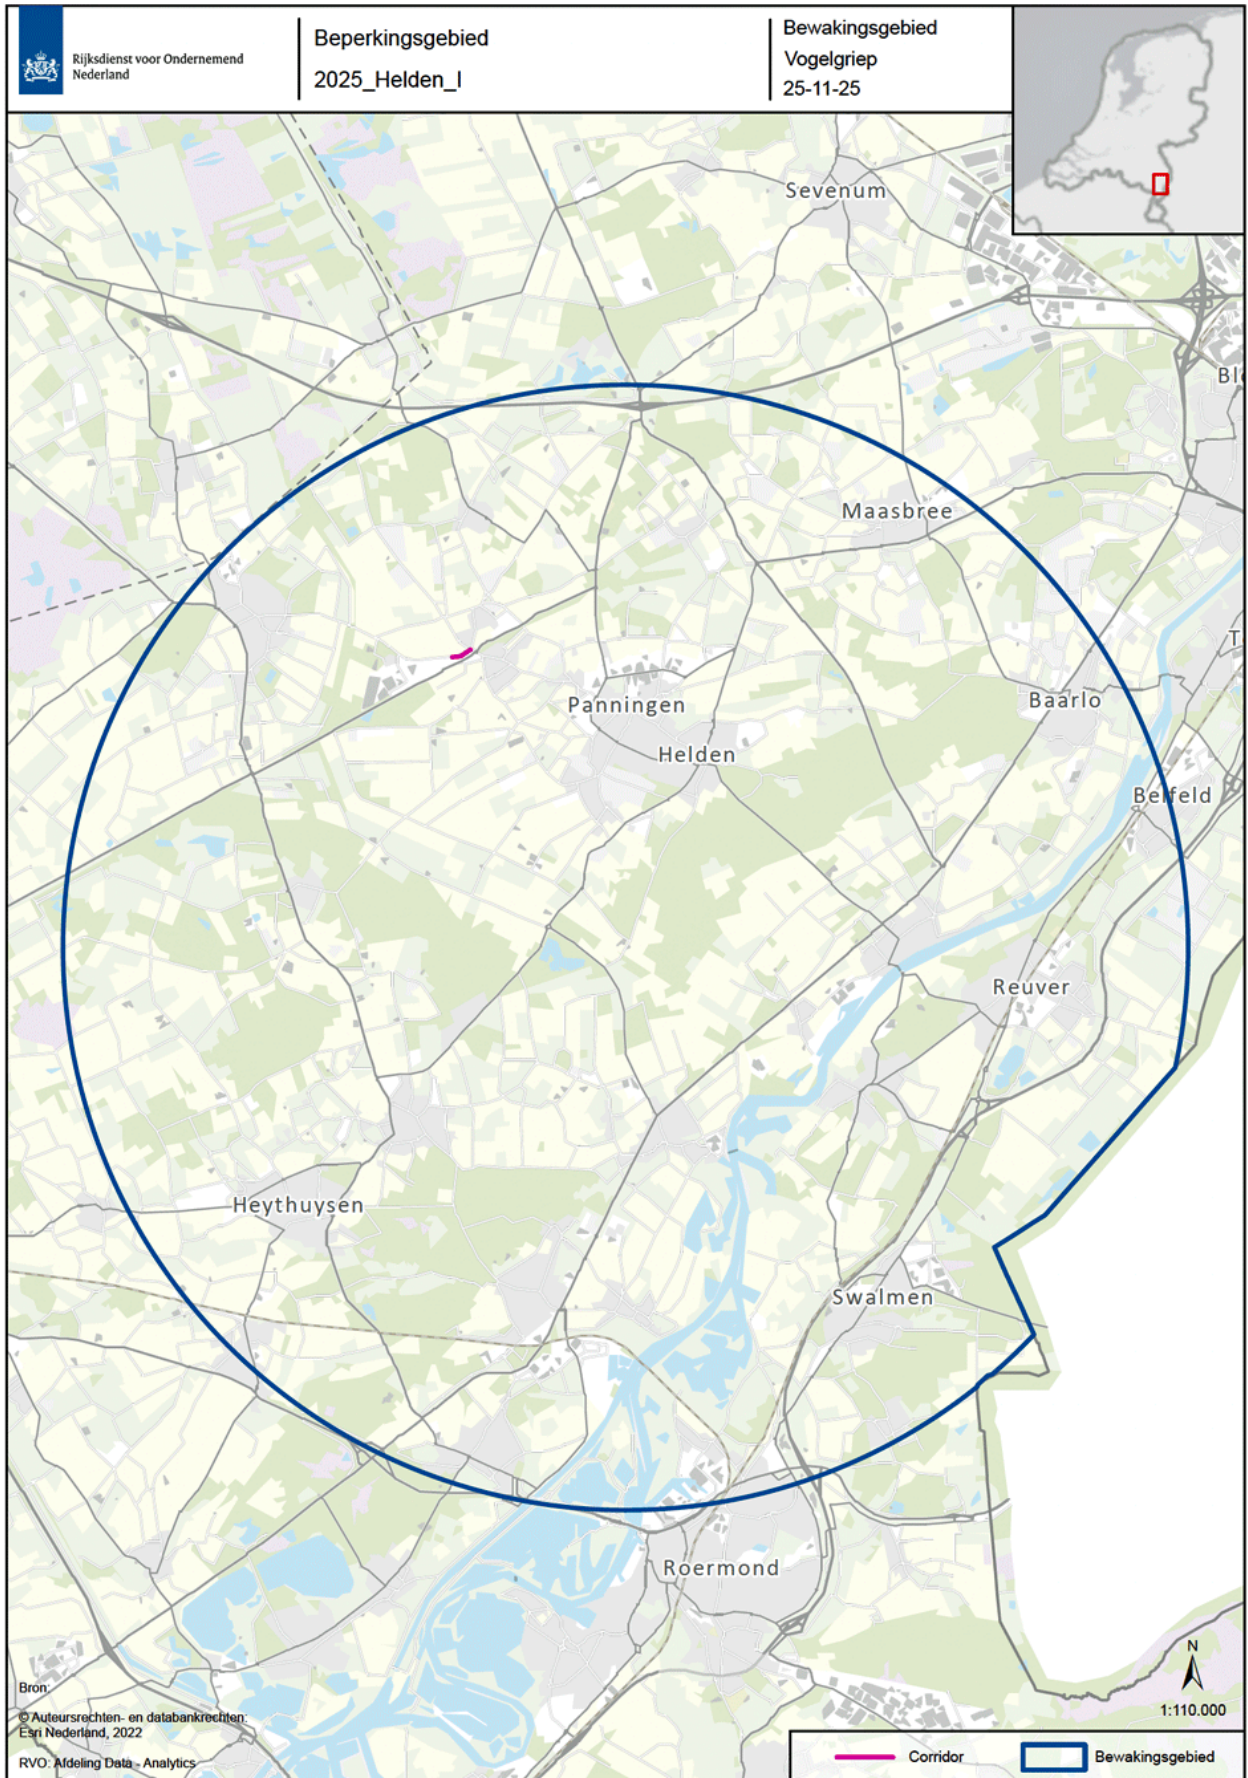 Rijksdienst voor Ondernemend
Nederland
Beperkingsgebied
2025_Helden_I
Bewakingsgebied
Vogelgriep
25-11-25
Sevenum
Maasbree
Panningen
Helden
Baarlo
Belfeld
Reuver
Heythuysen
Swalmen
Roermond
N
1:110.000
Bron:
© Auteursrechten- en databankrechten:
Esri Nederland, 2022
RVO: Afdeling Data - Analytics
Corridor
Bewakingsgebied